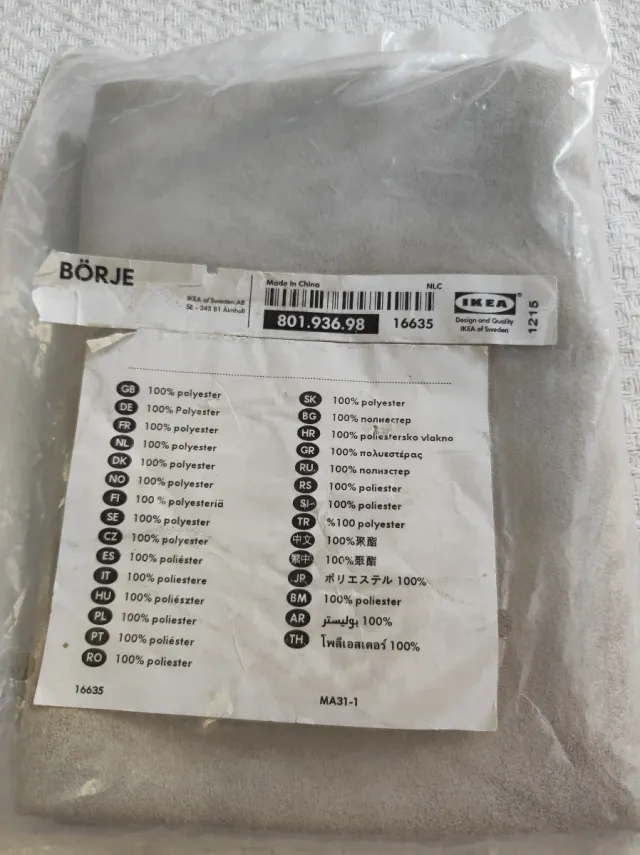 BÖRJE
IKEA of Sweden AB
SE - 343 81 Älmhult
Made in China
NLC
801.936.98
16635
IKEA
Design and Quality
IKEA of Sweden
1215
GB 100% polyester
DE 100% Polyester
FR 100% polyester
NL 100% polyester
DK 100% polyester
NO 100% polyester
FI 100 % polyesteriä
SE 100% polyester
CZ 100% polyester
ES 100% poliéster
IT 100% poliestere
HU 100% poliészter
PL 100% poliester
PT 100% poliéster
RO 100% poliester
SK 100% polyester
BG 100% полиестер
HR 100% poliestersko vlakno
GR 100% πολυεστέρας
RU 100% полиэстер
RS 100% poliester
SI 100% poliester
TR %100 polyester
中文 100%聚酯
繁中 100%聚酯
JP ポリエステル 100%
BM 100% poliester
AR بوليستر 100%
TH โพลีเอสเตอร์ 100%
16635
MA31-1